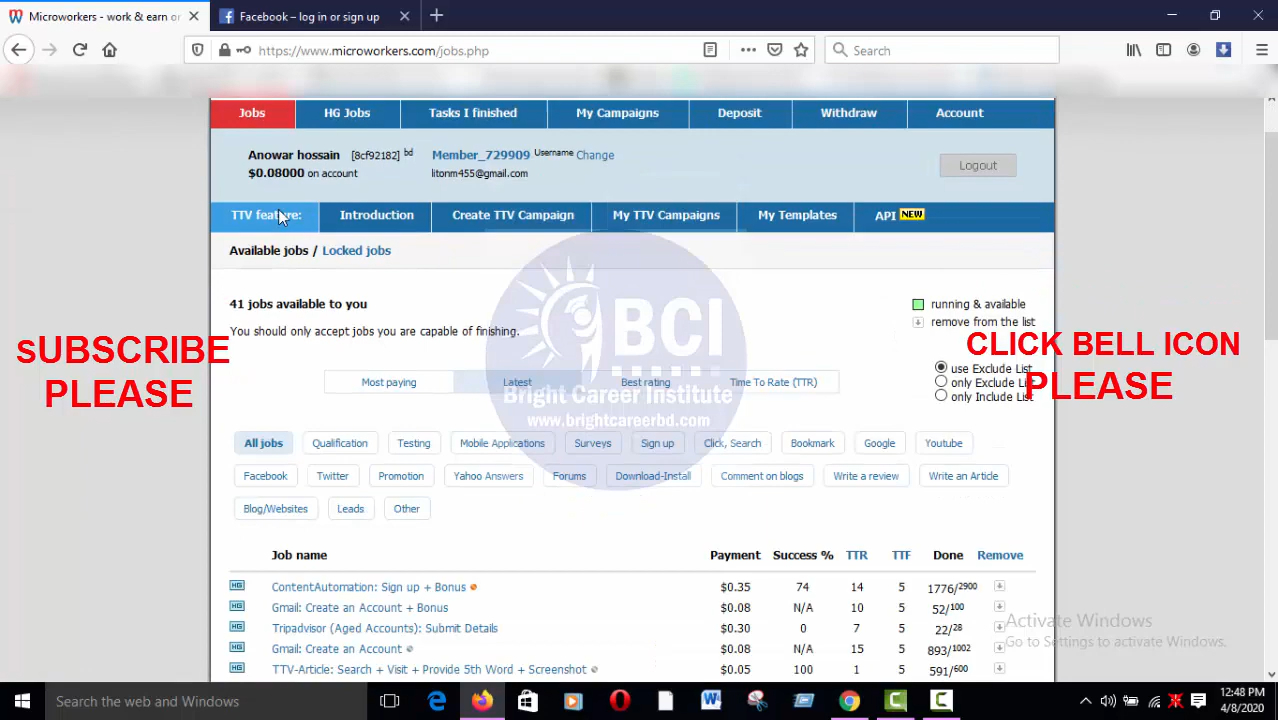 Microworkers - work & earn or
Facebook – log in or sign up
https://www.microworkers.com/jobs.php
Search
Jobs
HG Jobs
Tasks I finished
My Campaigns
Deposit
Withdraw
Account
Anowar hossain [8cf92182] bd
Member_729909 Username Change
$0.08000 on account
litonm455@gmail.com
Logout
TTV feature:
Introduction
Create TTV Campaign
My TTV Campaigns
My Templates
API NEW
Available jobs / Locked jobs
41 jobs available to you
You should only accept jobs you are capable of finishing.
running & available
remove from the list
use Exclude List
only Exclude List
only Include List
SUBSCRIBE
PLEASE
CLICK BELL ICON
PLEASE
BCI
Bright Career Institute
www.brightcareerbd.com
Most paying
Latest
Best rating
Time To Rate (TTR)
All jobs
Qualification
Testing
Mobile Applications
Surveys
Sign up
Click, Search
Bookmark
Google
Youtube
Facebook
Twitter
Promotion
Yahoo Answers
Forums
Download-Install
Comment on blogs
Write a review
Write an Article
Blog/Websites
Leads
Other
Job name Payment Success % TTR TTF Done Remove
HG ContentAutomation: Sign up + Bonus $0.35 74 14 5 1776/2900
HG Gmail: Create an Account + Bonus $0.08 N/A 10 5 52/100
HG Tripadvisor (Aged Accounts): Submit Details $0.30 0 7 5 22/28
HG Gmail: Create an Account $0.08 N/A 15 5 893/1002
HG TTV-Article: Search + Visit + Provide 5th Word + Screenshot $0.05 100 1 5 591/600
Activate Windows
Go to Settings to activate Windows.
Search the web and Windows
12:48 PM
4/8/2020